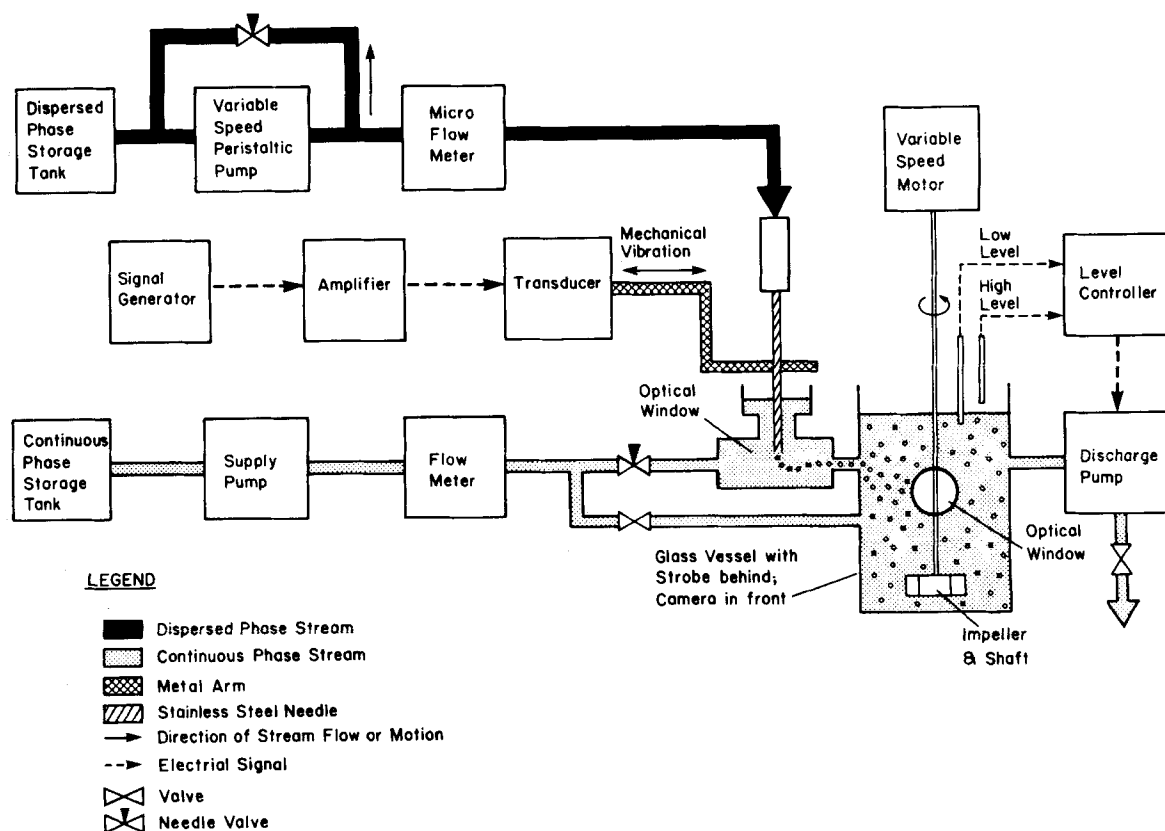 Dispersed
Phase
Storage
Tank
Variable
Speed
Peristaltic
Pump
Micro
Flow
Meter
Variable
Speed
Motor
Signal
Generator
Amplifier
Transducer
Mechanical
Vibration
Low
Level
High
Level
Level
Controller
Optical
Window
Continuous
Phase
Storage
Tank
Supply
Pump
Flow
Meter
Discharge
Pump
Optical
Window
Glass Vessel with
Strobe behind;
Camera in front
Impeller
& Shaft
LEGEND
Dispersed Phase Stream
Continuous Phase Stream
Metal Arm
Stainless Steel Needle
Direction of Stream Flow or Motion
Electrial Signal
Valve
Needle Valve